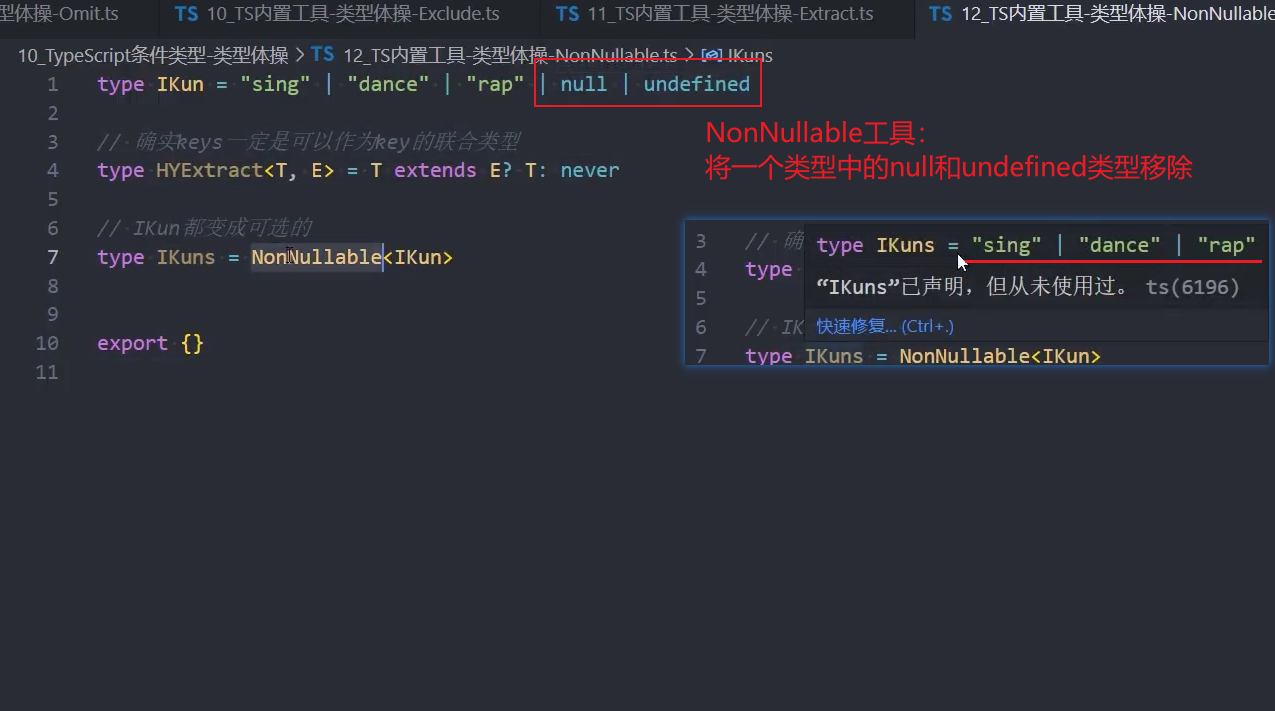 型体操-Omit.ts TS 10_TS内置工具-类型体操-Exclude.ts TS 11_TS内置工具-类型体操-Extract.ts TS 12_TS内置工具-类型体操-NonNullable
10_TypeScript条件类型-类型体操 > TS 12_TS内置工具-类型体操-NonNullable.ts > IKuns
1 type IKun = "sing" | "dance" | "rap" | null | undefined
2
3 // 确实keys一定是可以作为key的联合类型
4 type HYExtract<T, E> = T extends E? T: never
5
6 // IKun都变成可选的
7 type IKuns = NonNullable<IKun>
8
9
10 export {}
11
NonNullable工具：
将一个类型中的null和undefined类型移除
3 // 确
type IKuns = "sing" | "dance" | "rap"
4 type
“IKuns”已声明，但从未使用过。 ts(6196)
5
6 // IK
快速修复... (Ctrl+.)
7 type IKuns = NonNullable<IKun>